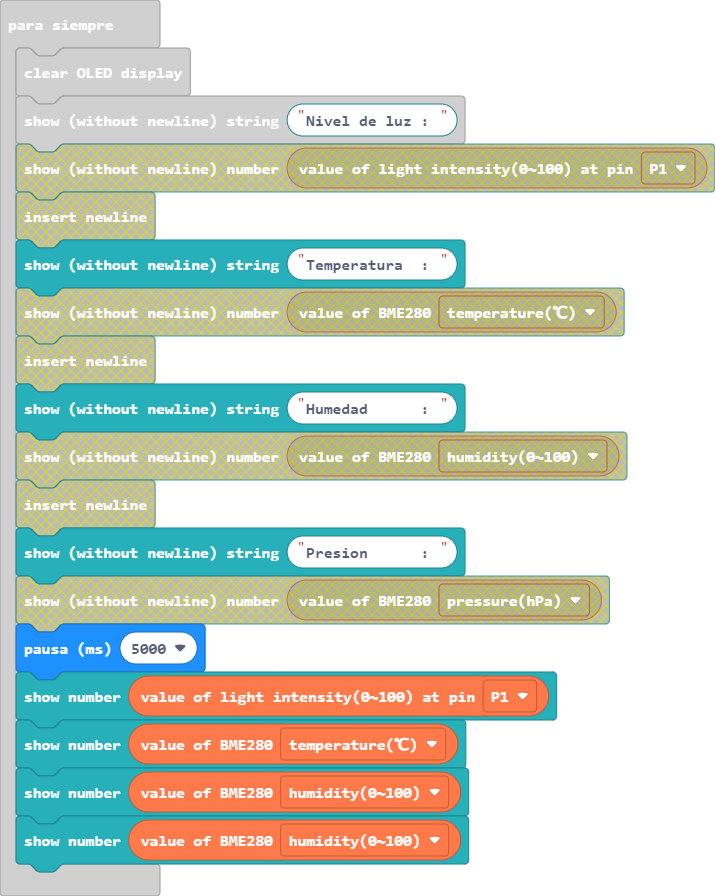 para siempre
clear OLED display
show (without newline) string "Nivel de luz : "
show (without newline) number value of light intensity(0~100) at pin P1
insert newline
show (without newline) string "Temperatura  : "
show (without newline) number value of BME280 temperature(℃)
insert newline
show (without newline) string "Humedad      : "
show (without newline) number value of BME280 humidity(0~100)
insert newline
show (without newline) string "Presion      : "
show (without newline) number value of BME280 pressure(hPa)
pausa (ms) 5000
show number value of light intensity(0~100) at pin P1
show number value of BME280 temperature(℃)
show number value of BME280 humidity(0~100)
show number value of BME280 humidity(0~100)